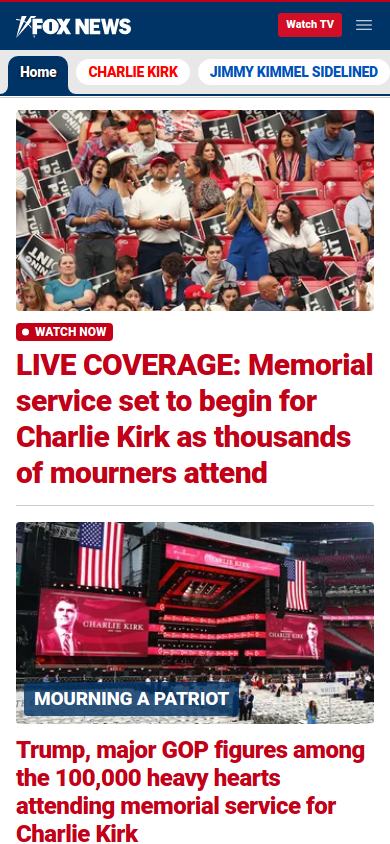 FOX NEWS
Watch TV
Home
CHARLIE KIRK
JIMMY KIMMEL SIDELINED
WATCH NOW
LIVE COVERAGE: Memorial
service set to begin for
Charlie Kirk as thousands
of mourners attend
CHARLIE KIRK
CHARLIE KIRK
CHARLIE KIRK
MOURNING A PATRIOT
Trump, major GOP figures among
the 100,000 heavy hearts
attending memorial service for
Charlie Kirk